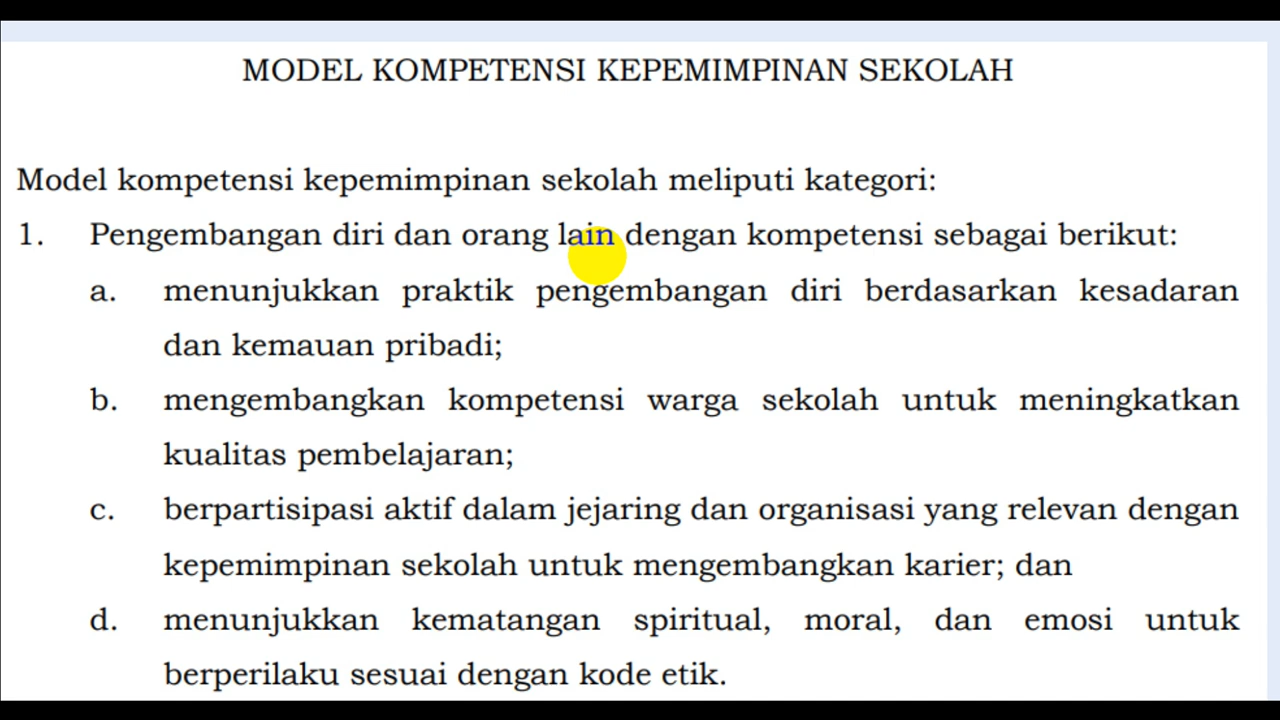 MODEL KOMPETENSI KEPEMIMPINAN SEKOLAH
Model kompetensi kepemimpinan sekolah meliputi kategori:
1. Pengembangan diri dan orang lain dengan kompetensi sebagai berikut:
a. menunjukkan praktik pengembangan diri berdasarkan kesadaran
dan kemauan pribadi;
b. mengembangkan kompetensi warga sekolah untuk meningkatkan
kualitas pembelajaran;
c. berpartisipasi aktif dalam jejaring dan organisasi yang relevan dengan
kepemimpinan sekolah untuk mengembangkan karier; dan
d. menunjukkan kematangan spiritual, moral, dan emosi untuk
berperilaku sesuai dengan kode etik.